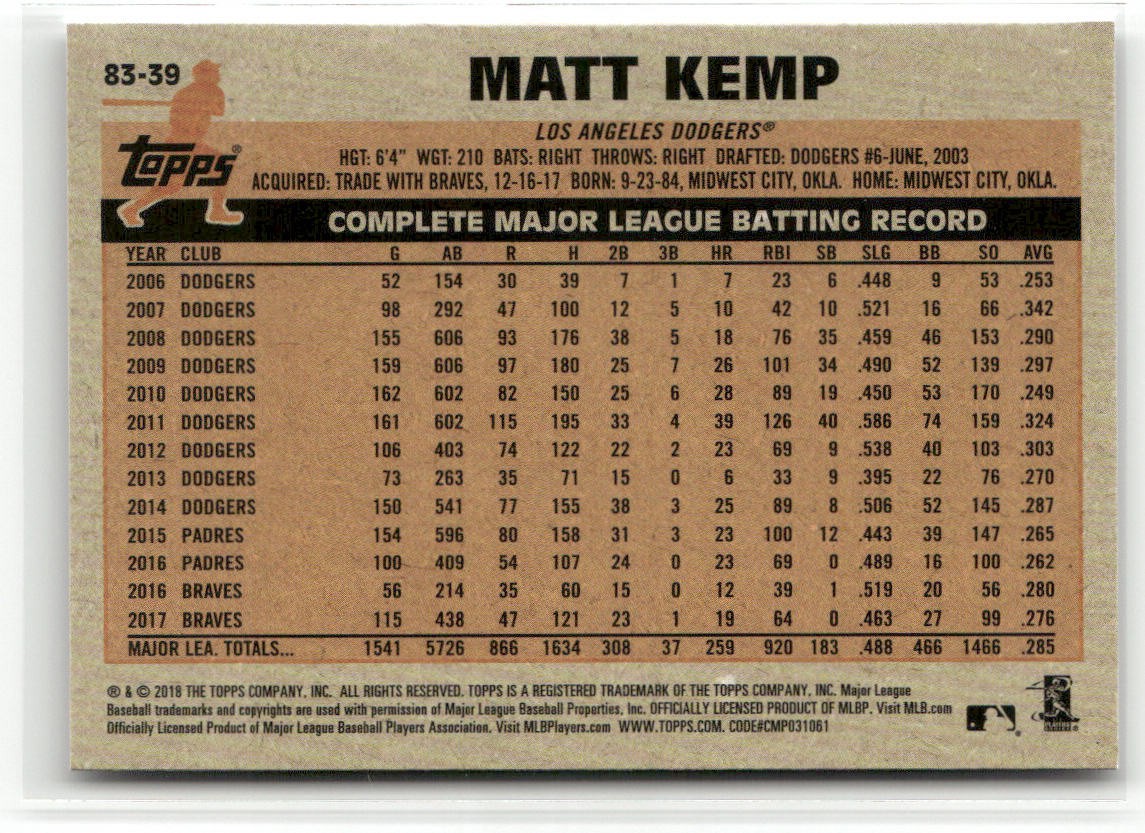 83-39
MATT KEMP
LOS ANGELES DODGERS®
Topps®
HGT: 6'4" WGT: 210 BATS: RIGHT THROWS: RIGHT DRAFTED: DODGERS #6-JUNE, 2003
ACQUIRED: TRADE WITH BRAVES, 12-16-17 BORN: 9-23-84, MIDWEST CITY, OKLA. HOME: MIDWEST CITY, OKLA.
COMPLETE MAJOR LEAGUE BATTING RECORD
YEAR CLUB G AB R H 2B 3B HR RBI SB SLG BB SO AVG
2006 DODGERS 52 154 30 39 7 1 7 23 6 .448 9 53 .253
2007 DODGERS 98 292 47 100 12 5 10 42 10 .521 16 66 .342
2008 DODGERS 155 606 93 176 38 5 18 76 35 .459 46 153 .290
2009 DODGERS 159 606 97 180 25 7 26 101 34 .490 52 139 .297
2010 DODGERS 162 602 82 150 25 6 28 89 19 .450 53 170 .249
2011 DODGERS 161 602 115 195 33 4 39 126 40 .586 74 159 .324
2012 DODGERS 106 403 74 122 22 2 23 69 9 .538 40 103 .303
2013 DODGERS 73 263 35 71 15 0 6 33 9 .395 22 76 .270
2014 DODGERS 150 541 77 155 38 3 25 89 8 .506 52 145 .287
2015 PADRES 154 596 80 158 31 3 23 100 12 .443 39 147 .265
2016 PADRES 100 409 54 107 24 0 23 69 0 .489 16 100 .262
2016 BRAVES 56 214 35 60 15 0 12 39 1 .519 20 56 .280
2017 BRAVES 115 438 47 121 23 1 19 64 0 .463 27 99 .276
MAJOR LEA. TOTALS... 1541 5726 866 1634 308 37 259 920 183 .488 466 1466 .285
® & © 2018 THE TOPPS COMPANY, INC. ALL RIGHTS RESERVED. TOPPS IS A REGISTERED TRADEMARK OF THE TOPPS COMPANY, INC. Major League
Baseball trademarks and copyrights are used with permission of Major League Baseball Properties, Inc. OFFICIALLY LICENSED PRODUCT OF MLBP. Visit MLB.com
Officially Licensed Product of Major League Baseball Players Association. Visit MLBPlayers.com WWW.TOPPS.COM. CODE#CMP031061